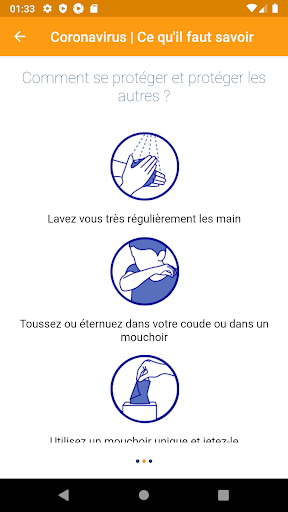 01:33
Coronavirus | Ce qu'il faut savoir
Comment se protéger et protéger les
autres ?
Lavez vous très régulièrement les main
Toussez ou éternuez dans votre coude ou dans un
mouchoir
Utilisez un mouchoir unique et jetez-le